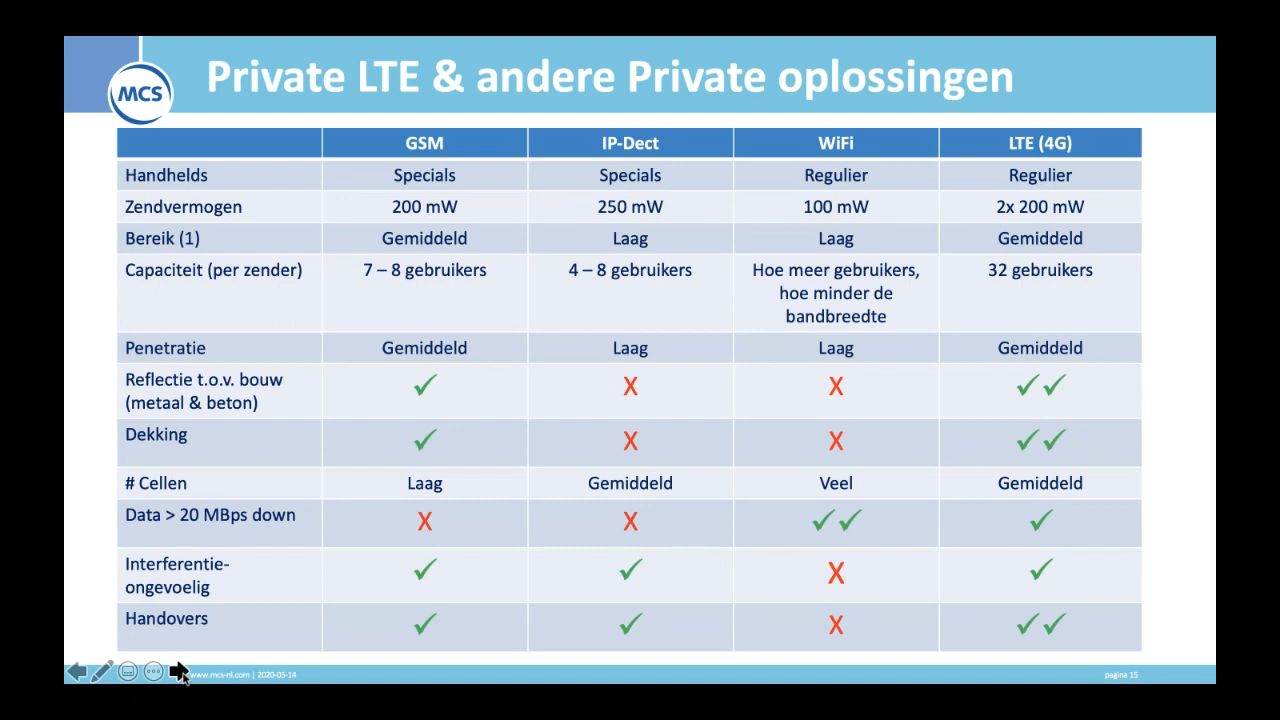 MCS
Private LTE & andere Private oplossingen
GSM IP-Dect WiFi LTE (4G)
Handhelds Specials Specials Regulier Regulier
Zendvermogen 200 mW 250 mW 100 mW 2x 200 mW
Bereik (1) Gemiddeld Laag Laag Gemiddeld
Capaciteit (per zender) 7 – 8 gebruikers 4 – 8 gebruikers Hoe meer gebruikers, 32 gebruikers
hoe minder de
bandbreedte
Penetratie Gemiddeld Laag Laag Gemiddeld
Reflectie t.o.v. bouw ✓ X X ✓✓
(metaal & beton)
Dekking ✓ X X ✓✓
# Cellen Laag Gemiddeld Veel Gemiddeld
Data > 20 MBps down X X ✓✓ ✓
Interferentie- ✓ ✓ X ✓
ongevoelig
Handovers ✓ ✓ X ✓✓
www.mcs-nl.com | 2020-05-14 pagina 15